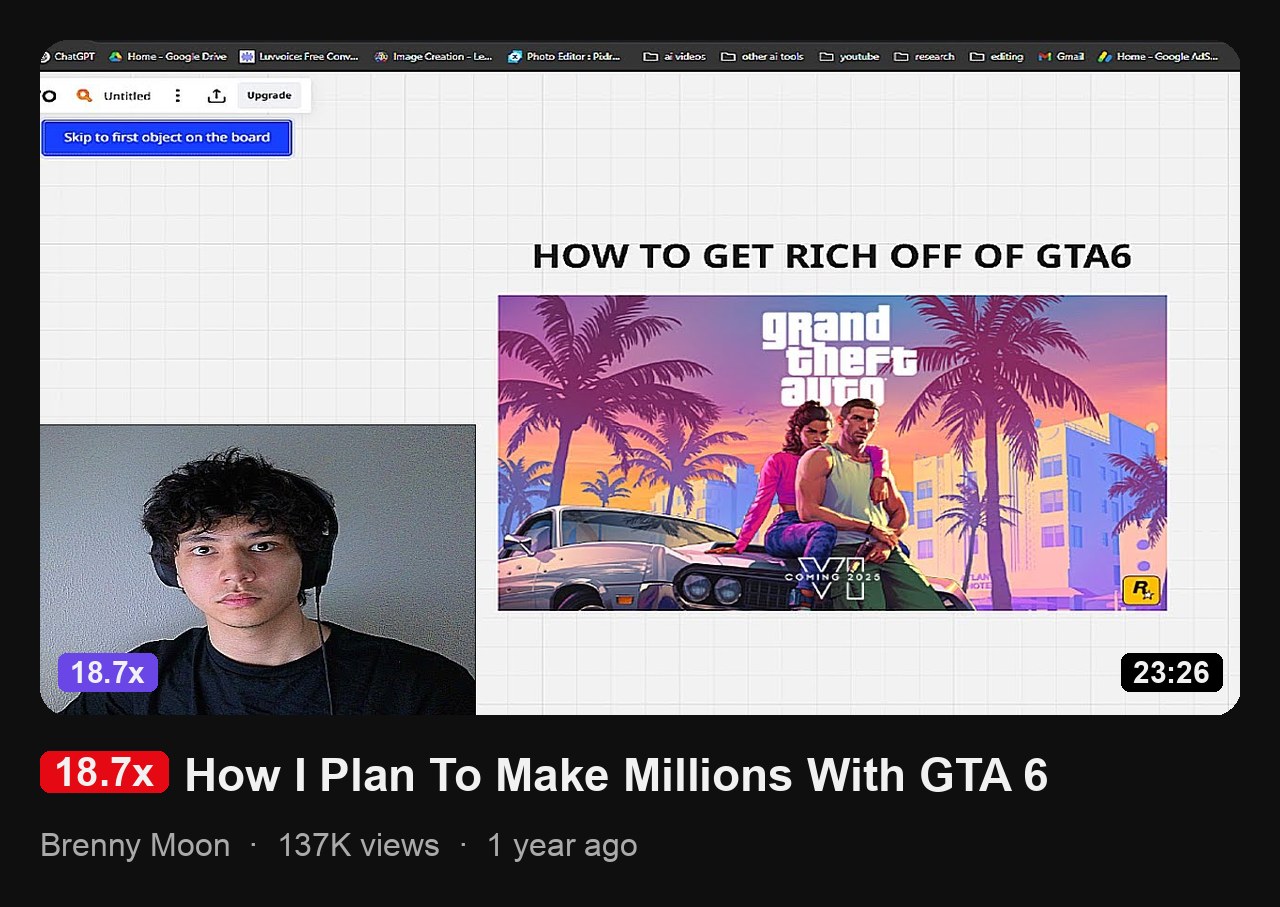 ChatGPT Home - Google Drive Luvvoice: Free Conv... Image Creation - Le... Photo Editor : Pixlr... ai videos other ai tools youtube research editing Gmail Home - Google AdS...
Untitled Upgrade
Skip to first object on the board
HOW TO GET RICH OFF OF GTA6
grand
theft
auto
VI
COMING 2025
R
18.7x
23:26
18.7x How I Plan To Make Millions With GTA 6
Brenny Moon · 137K views · 1 year ago